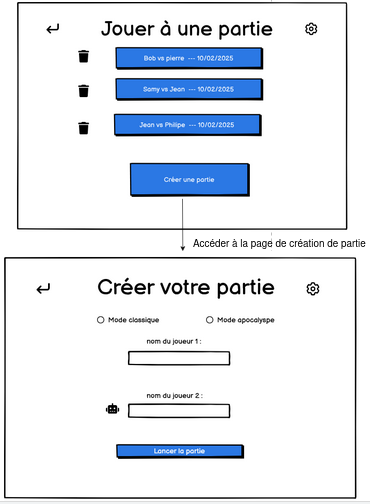 Jouer à une partie
Bob vs pierre --- 10/02/2025
Samy vs Jean --- 10/02/2025
Jean vs Philipe --- 10/02/2025
Créer une partie
Accéder à la page de création de partie
Créer votre partie
Mode classique
Mode apocalyspe
nom du joueur 1 :
nom du joueur 2 :
Lancer la partie